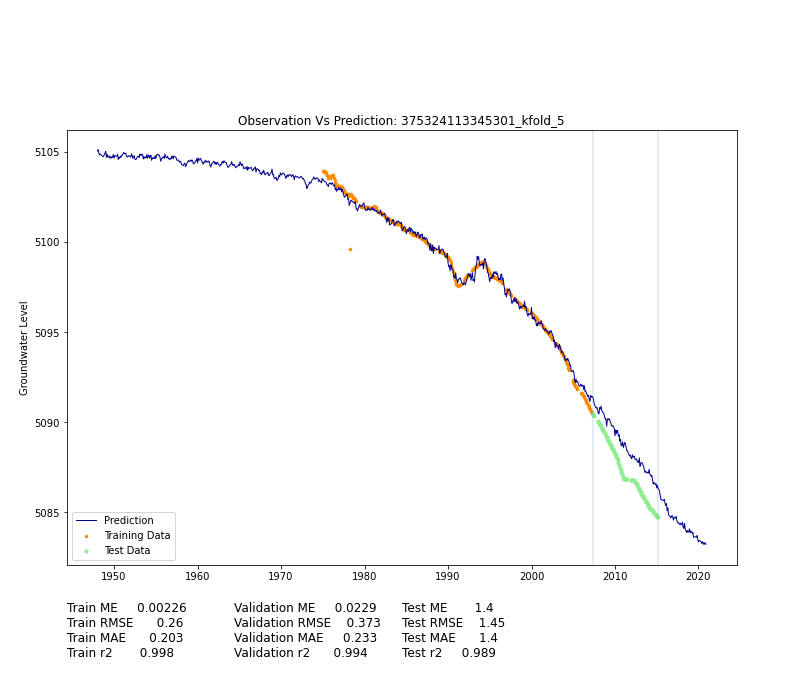 Observation Vs Prediction: 375324113345301_kfold_5
Groundwater Level
5105
5100
5095
5090
5085
Prediction
Training Data
Test Data
1950 1960 1970 1980 1990 2000 2010 2020
Train ME 0.00226 Validation ME 0.0229 Test ME 1.4
Train RMSE 0.26 Validation RMSE 0.373 Test RMSE 1.45
Train MAE 0.203 Validation MAE 0.233 Test MAE 1.4
Train r2 0.998 Validation r2 0.994 Test r2 0.989